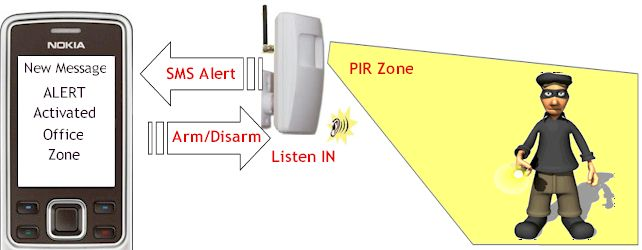 NOKIA
New Message
ALERT
Activated
Office
Zone
SMS Alert
Arm/Disarm
Listen IN
PIR Zone